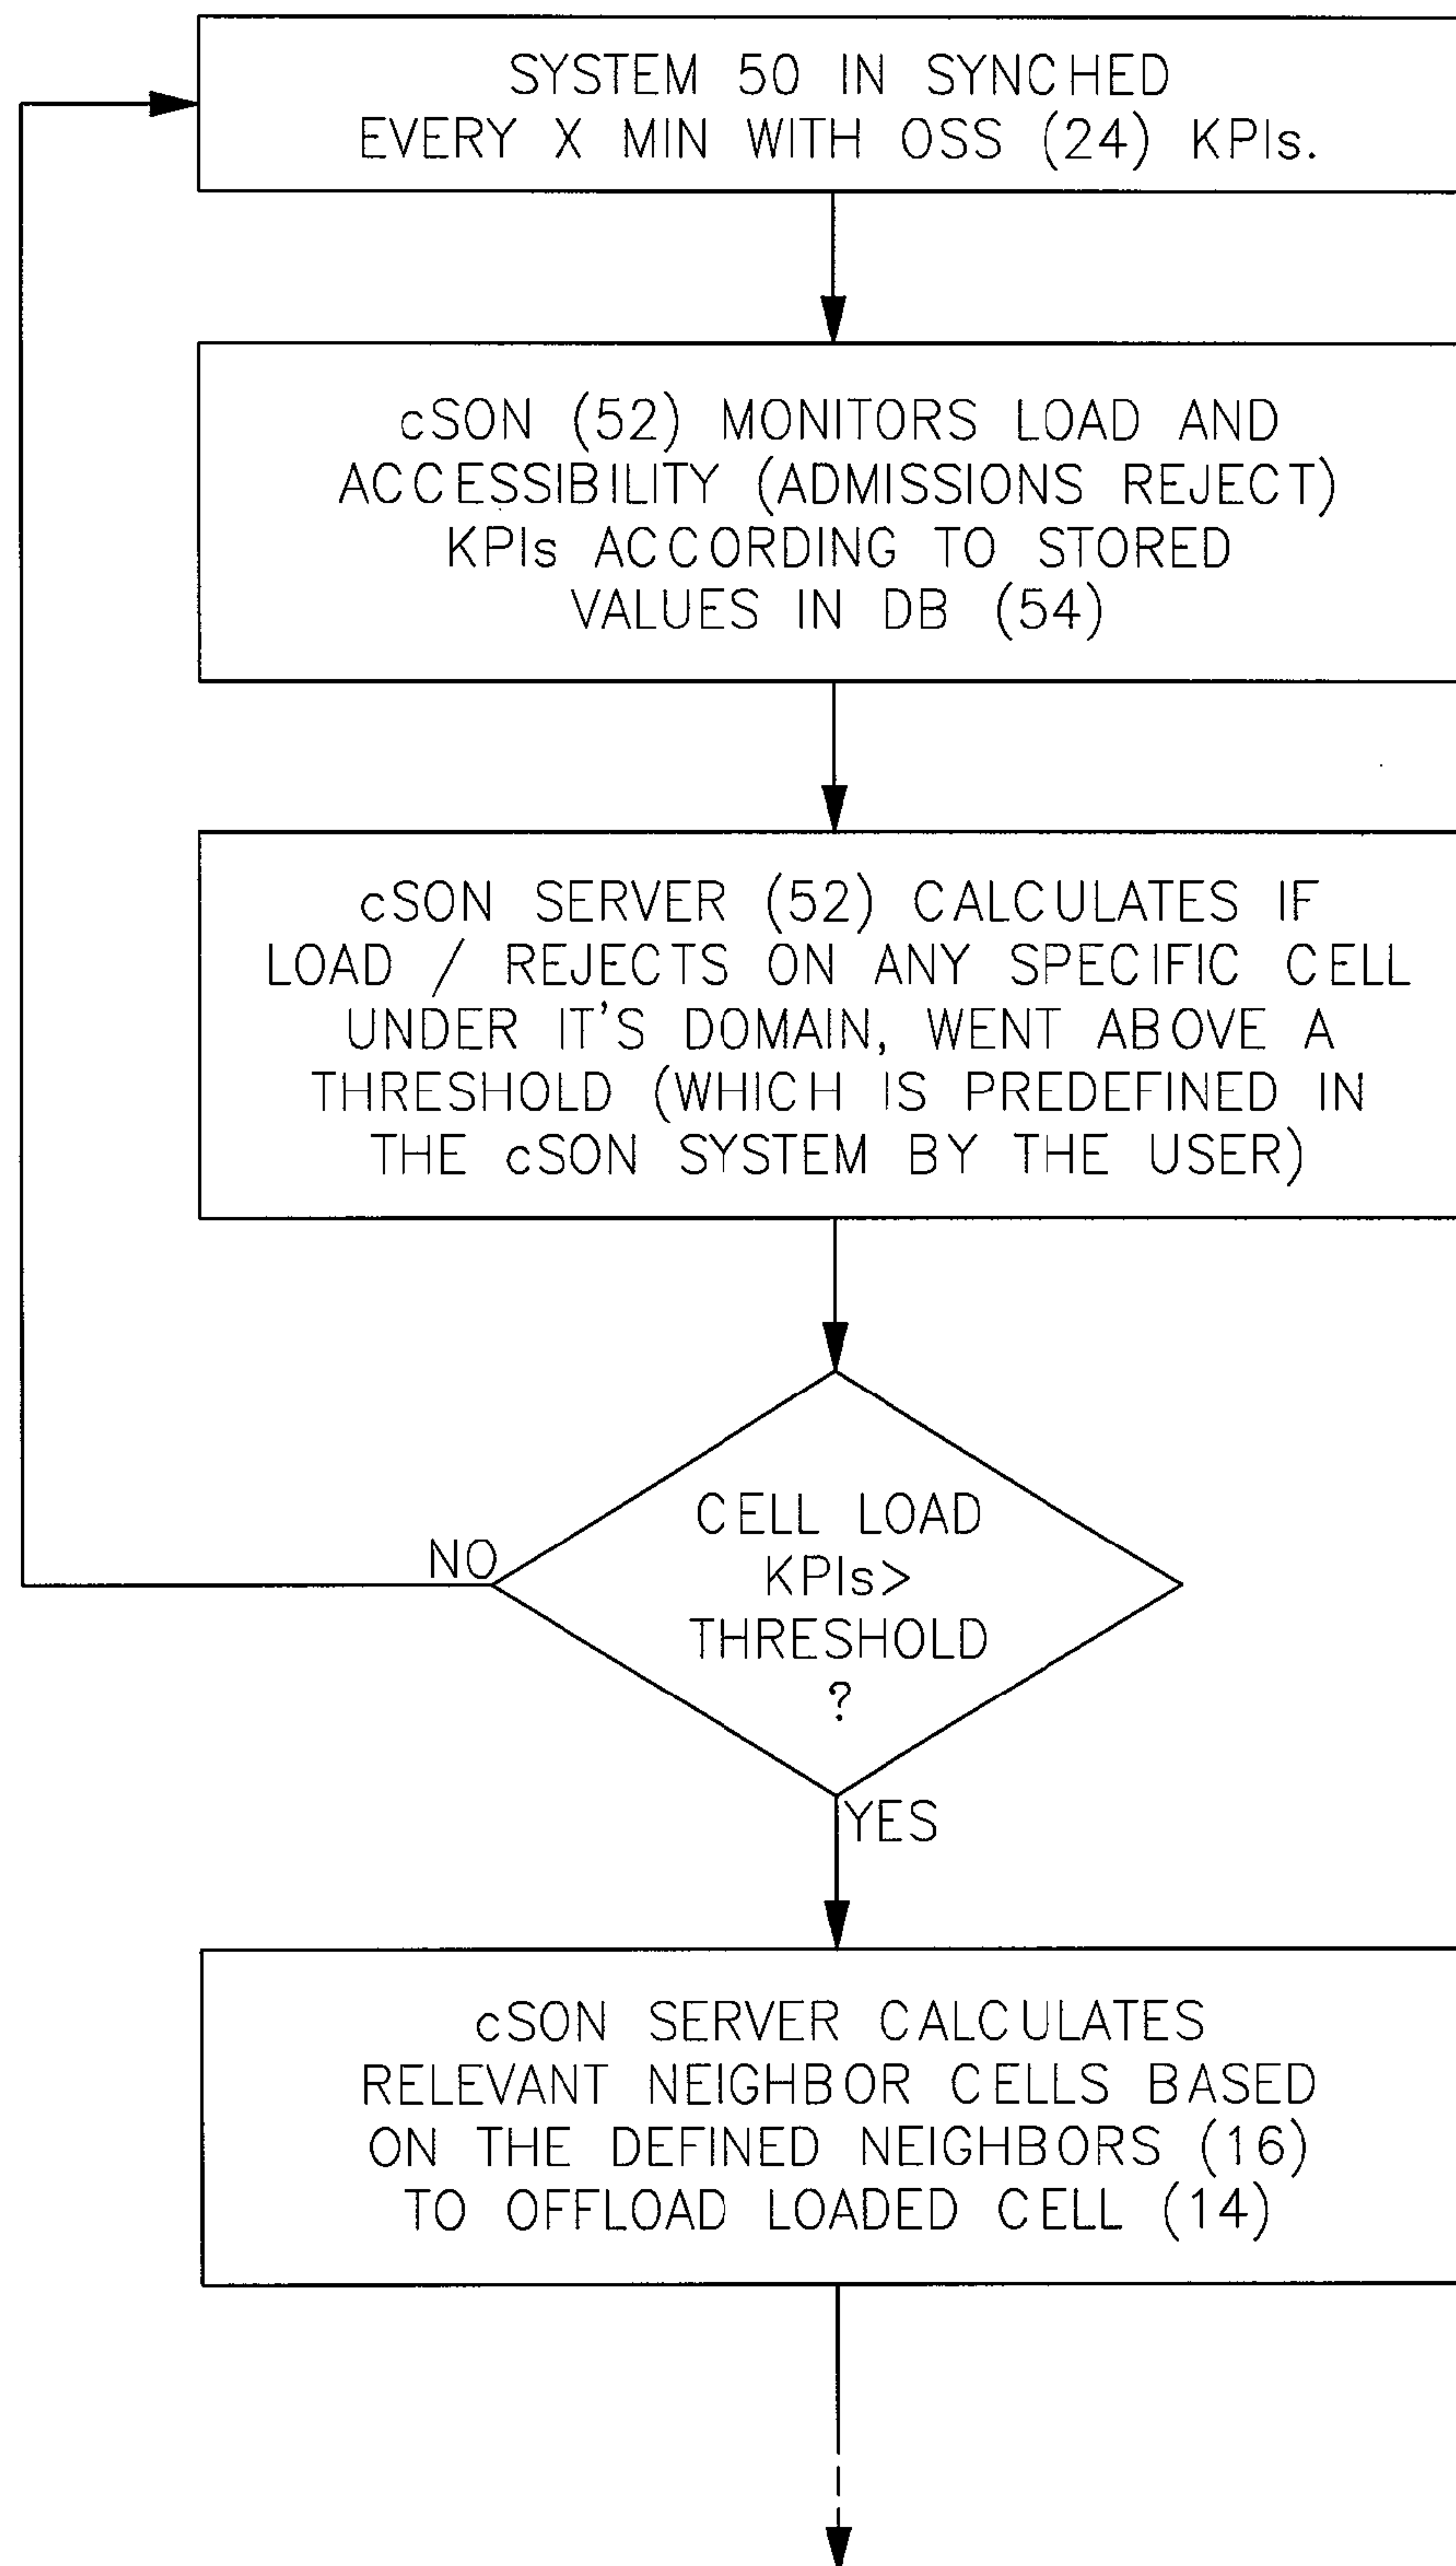 SYSTEM 50 IN SYNCHED
EVERY X MIN WITH OSS (24) KPIs.
cSON (52) MONITORS LOAD AND
ACCESSIBILITY (ADMISSIONS REJECT)
KPIs ACCORDING TO STORED
VALUES IN DB (54)
cSON SERVER (52) CALCULATES IF
LOAD / REJECTS ON ANY SPECIFIC CELL
UNDER IT'S DOMAIN, WENT ABOVE A
THRESHOLD (WHICH IS PREDEFINED IN
THE cSON SYSTEM BY THE USER)
CELL LOAD
KPIs>
THRESHOLD
?
NO
YES
cSON SERVER CALCULATES
RELEVANT NEIGHBOR CELLS BASED
ON THE DEFINED NEIGHBORS (16)
TO OFFLOAD LOADED CELL (14)